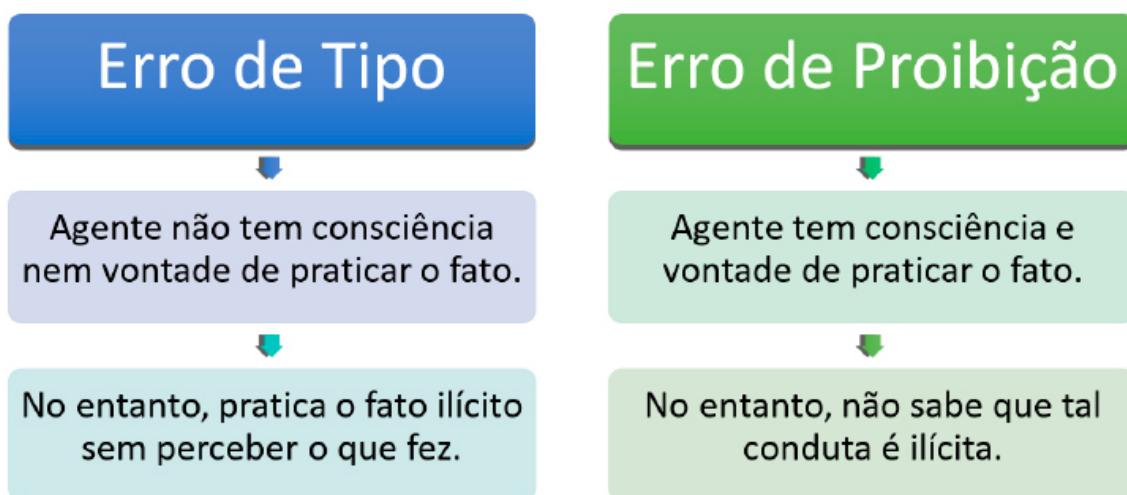 Erro de Tipo
Agente não tem consciência
nem vontade de praticar o fato.
No entanto, pratica o fato ilícito
sem perceber o que fez.
Erro de Proibição
Agente tem consciência e
vontade de praticar o fato.
No entanto, não sabe que tal
conduta é ilícita.